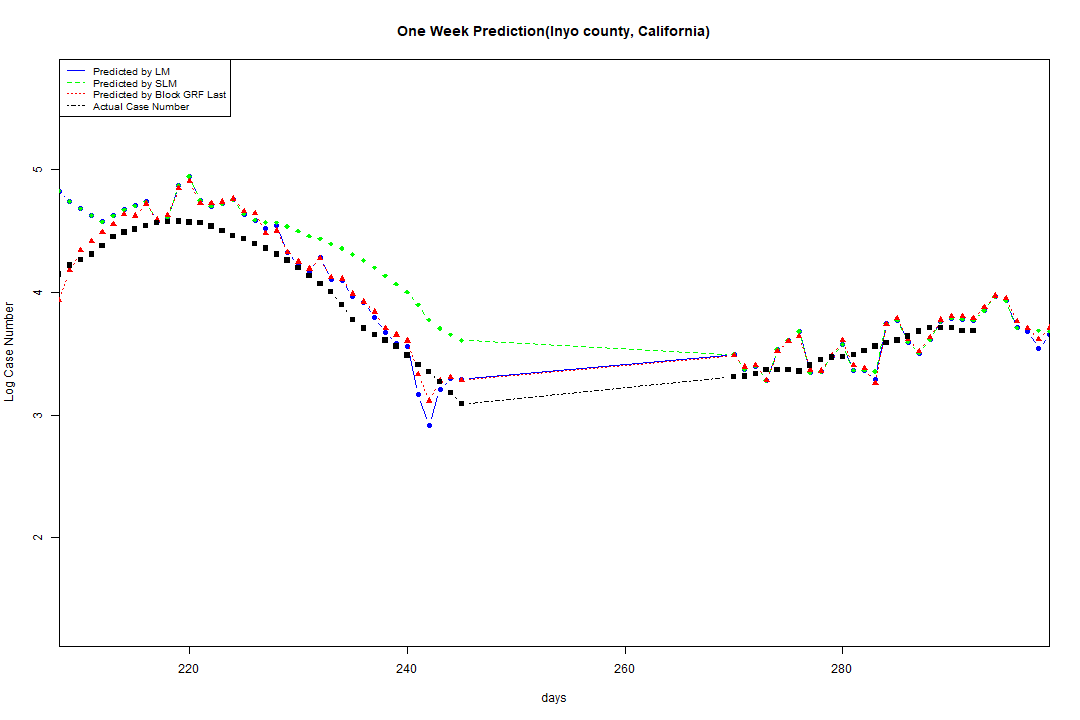 One Week Prediction(Inyo county, California)
Predicted by LM
Predicted by SLM
Predicted by Block GRF Last
Actual Case Number
5
4
3
2
Log Case Number
220 240 260 280
days